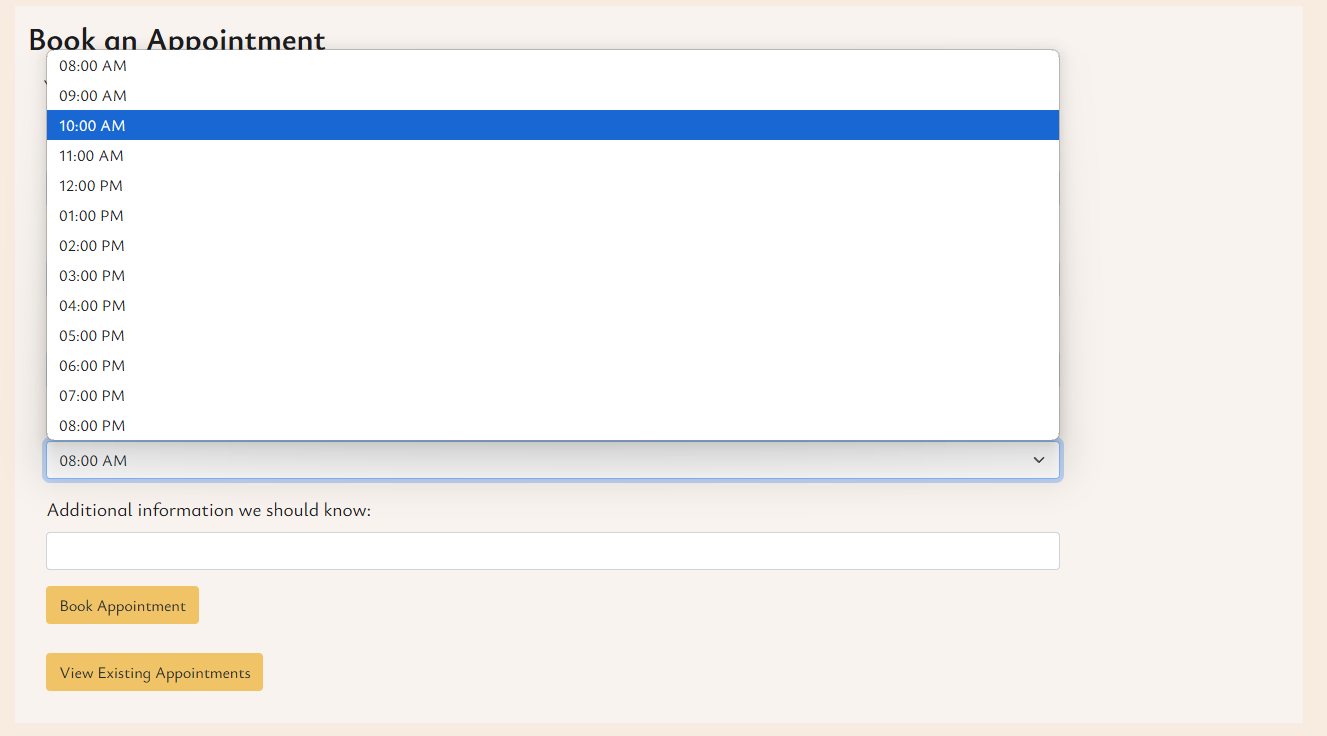 Book an Appointment
08:00 AM
09:00 AM
10:00 AM
11:00 AM
12:00 PM
01:00 PM
02:00 PM
03:00 PM
04:00 PM
05:00 PM
06:00 PM
07:00 PM
08:00 PM
08:00 AM
Additional information we should know:
Book Appointment
View Existing Appointments